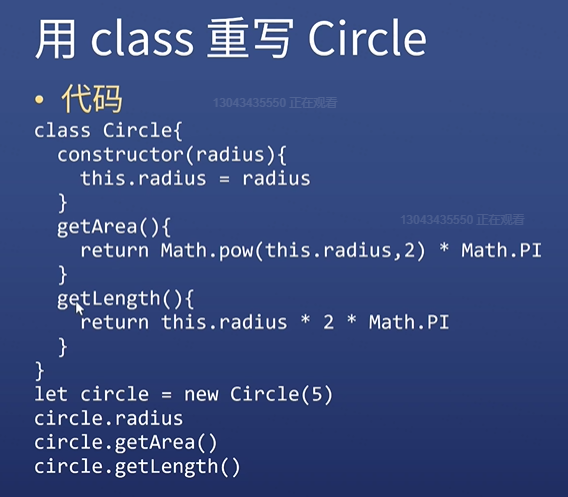 用 class 重写 Circle
• 代码
13043435550 正在观看
class Circle{
  constructor(radius){
    this.radius = radius
  }
13043435550 正在观看
  getArea(){
    return Math.pow(this.radius,2) * Math.PI
  }
  getLength(){
    return this.radius * 2 * Math.PI
  }
}
let circle = new Circle(5)
circle.radius
circle.getArea()
circle.getLength()